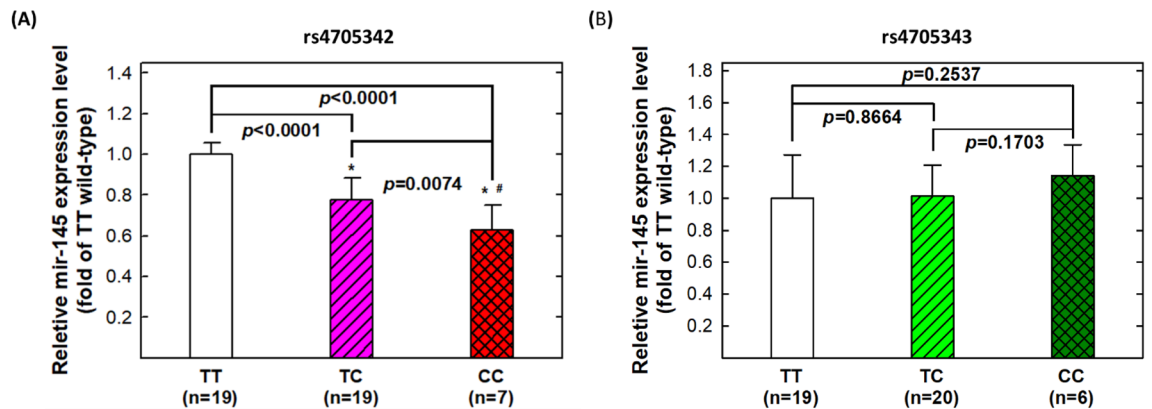 (A)
rs4705342
Reletive mir-145 expression level
(fold of TT wild-type)
1.4
1.2
1.0
0.8
0.6
0.4
0.2
p<0.0001
p<0.0001
p=0.0074
*
* #
TT
TC
CC
(n=19)
(n=19)
(n=7)
(B)
rs4705343
Reletive mir-145 expression level
(fold of TT wild-type)
1.8
1.6
1.4
1.2
1.0
0.8
0.6
0.4
0.2
p=0.2537
p=0.8664
p=0.1703
TT
TC
CC
(n=19)
(n=20)
(n=6)